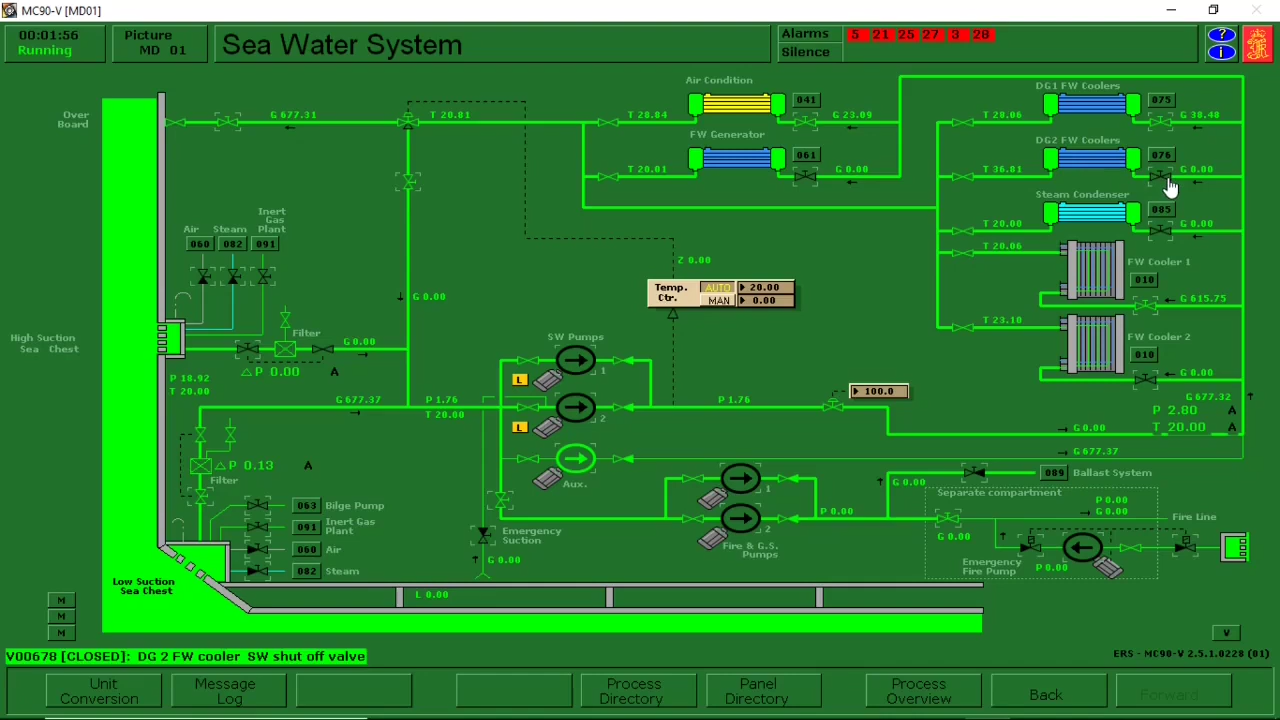 MC90-V [MD01]
00:01:56
Running
Picture
MD 01
Sea Water System
Alarms
Silence
5 21 25 27 3 28
?
i
Over
Board
G 677.31
T 20.81
Air Condition
041
T 28.84
G 23.09
FW Generator
061
T 20.01
G 0.00
DG1 FW Coolers
075
T 28.06
G 38.48
DG2 FW Coolers
076
T 36.81
G 0.00
Steam Condenser
085
T 20.00
G 0.00
T 20.06
FW Cooler 1
010
G 615.75
T 23.10
FW Cooler 2
010
G 0.00
G 677.32
P 2.80 A
T 20.00 A
Inert
Gas
Plant
Air
Steam
060
082
091
Z 0.00
Temp.
Ctr.
AUTO
20.00
MAN
0.00
G 0.00
High Suction
Sea Chest
Filter
G 0.00
△P 0.00 A
P 18.92
T 20.00
SW Pumps
1
L
G 677.37
P 1.76
T 20.00
2
L
P 1.76
100.0
G 0.00
G 677.37
Aux.
△P 0.13 A
Filter
063
Bilge Pump
091
Inert Gas
Plant
060
Air
082
Steam
Emergency
Suction
G 0.00
1
2
Fire & G.S.
Pumps
P 0.00
G 0.00
089
Ballast System
Separate compartment
P 0.00
G 0.00
G 0.00
Fire Line
Emergency
Fire Pump
P 0.00
Low Suction
Sea Chest
L 0.00
M
M
M
V
V00678 [CLOSED]: DG 2 FW cooler SW shut off valve
ERS - MC90-V 2.5.1.0228 (01)
Unit
Conversion
Message
Log
Process
Directory
Panel
Directory
Process
Overview
Back
Forward